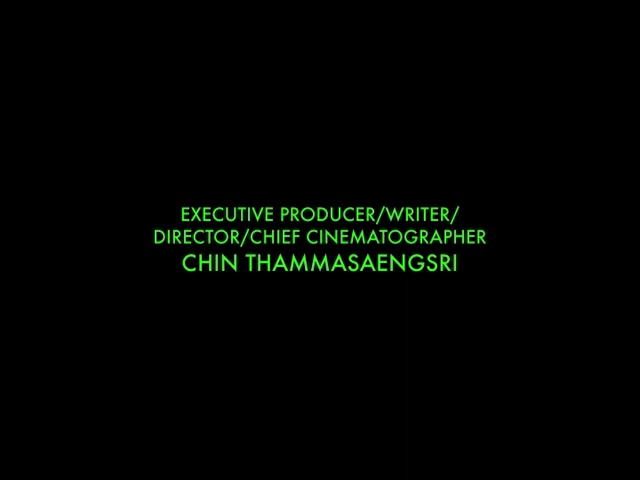 EXECUTIVE PRODUCER/WRITER/
DIRECTOR/CHIEF CINEMATOGRAPHER
CHIN THAMMASAENGSRI